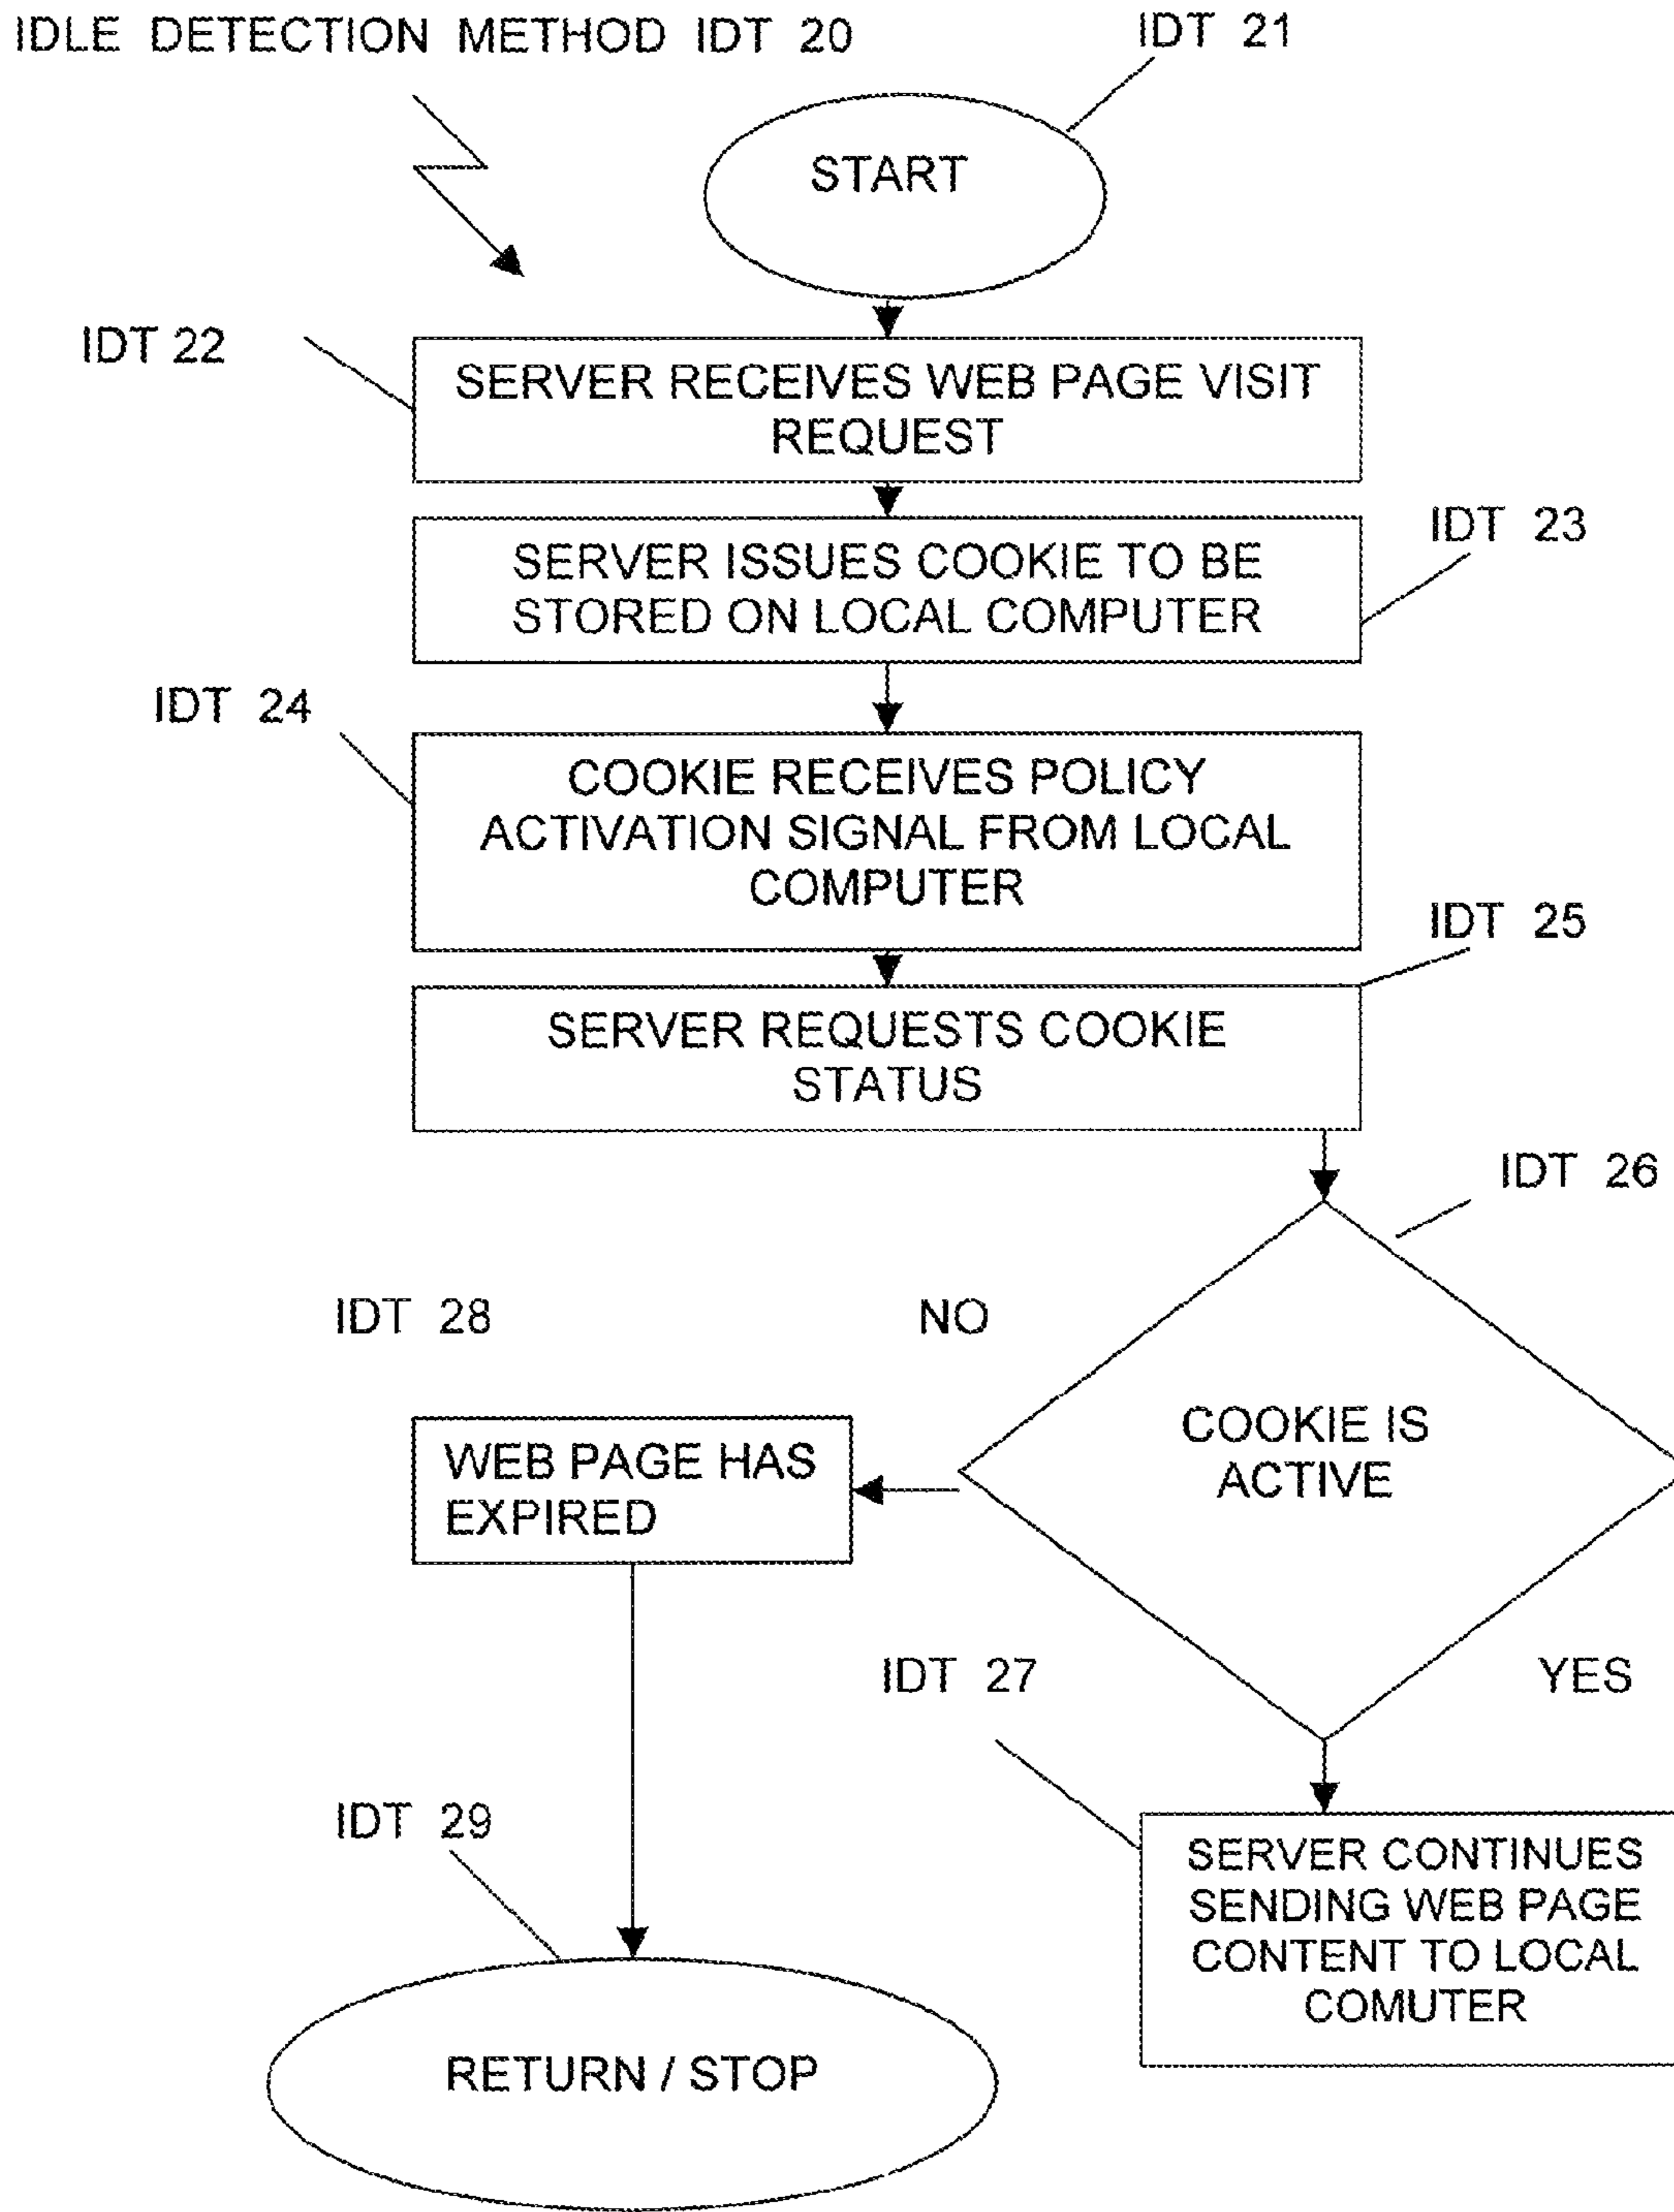 IDLE DETECTION METHOD IDT 20
IDT 21
START
IDT 22
SERVER RECEIVES WEB PAGE VISIT
REQUEST
IDT 23
SERVER ISSUES COOKIE TO BE
STORED ON LOCAL COMPUTER
IDT 24
COOKIE RECEIVES POLICY
ACTIVATION SIGNAL FROM LOCAL
COMPUTER
IDT 25
SERVER REQUESTS COOKIE
STATUS
IDT 26
COOKIE IS
ACTIVE
NO
IDT 28
WEB PAGE HAS
EXPIRED
YES
IDT 27
SERVER CONTINUES
SENDING WEB PAGE
CONTENT TO LOCAL
COMUTER
IDT 29
RETURN / STOP